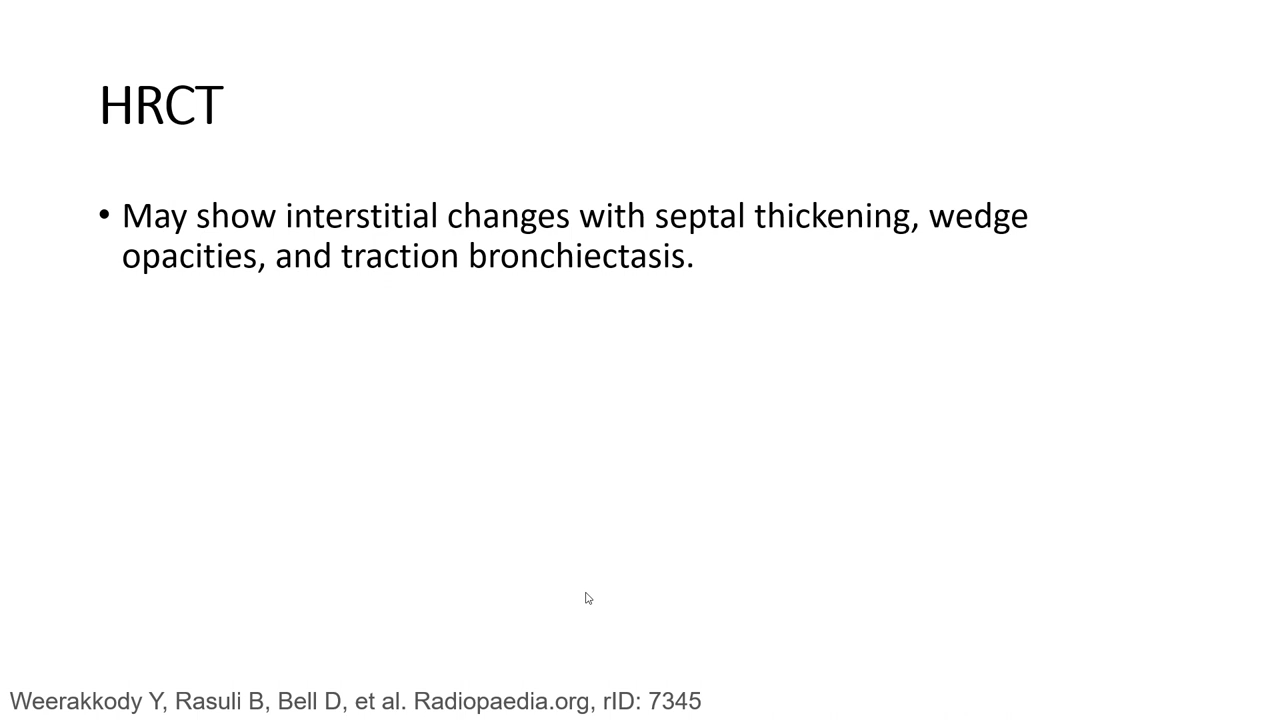 HRCT
• May show interstitial changes with septal thickening, wedge
opacities, and traction bronchiectasis.
Weerakkody Y, Rasuli B, Bell D, et al. Radiopaedia.org, rID: 7345